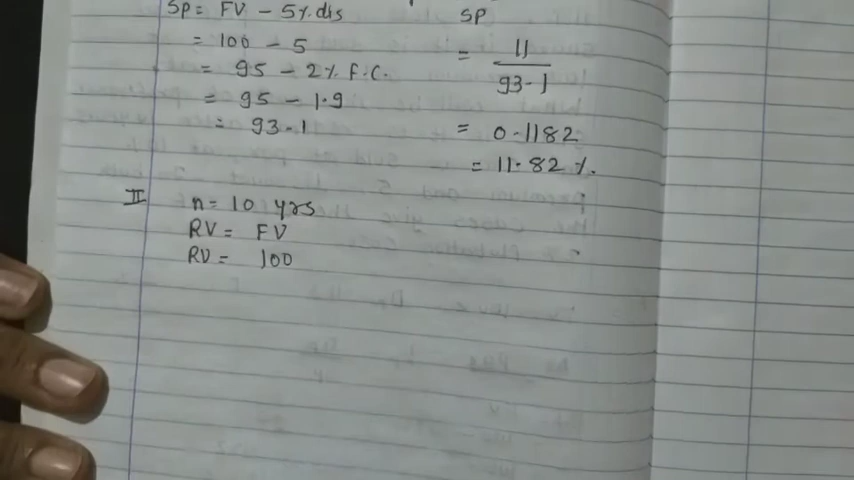 SP = FV - 5% dis
= 100 - 5
= 95 - 2% F.C.
= 95 - 1.9
= 93.1
SP
= 11
93.1
= 0.1182
= 11.82 %.
II n = 10 yrs
RV = FV
RV = 100